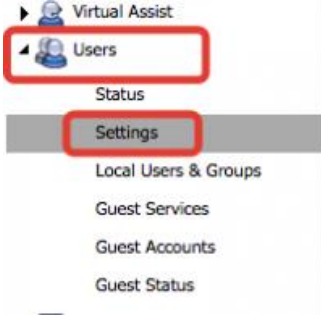 Virtual Assist
Users
Status
Settings
Local Users & Groups
Guest Services
Guest Accounts
Guest Status